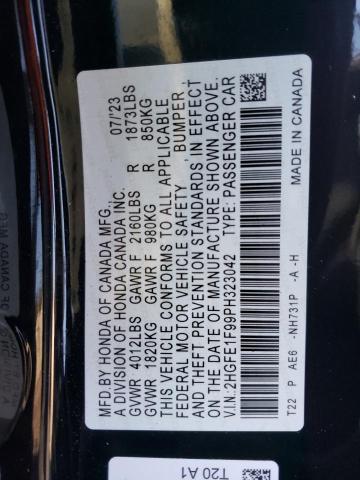 MFD BY HONDA OF CANADA MFG., 07/'23
A DIVISION OF HONDA CANADA INC.
GVWR 4012LBS GAWR F 2160LBS R 1873LBS
GVWR 1820KG GAWR F 980KG R 850KG
THIS VEHICLE CONFORMS TO ALL APPLICABLE
FEDERAL MOTOR VEHICLE SAFETY , BUMPER ,
AND THEFT PREVENTION STANDARDS IN EFFECT
ON THE DATE OF MANUFACTURE SHOWN ABOVE.
V.I.N: 2HGFE1F99PH323042 TYPE: PASSENGER CAR
T22 P AE6 -NH731P -A -H MADE IN CANADA
T20 A1